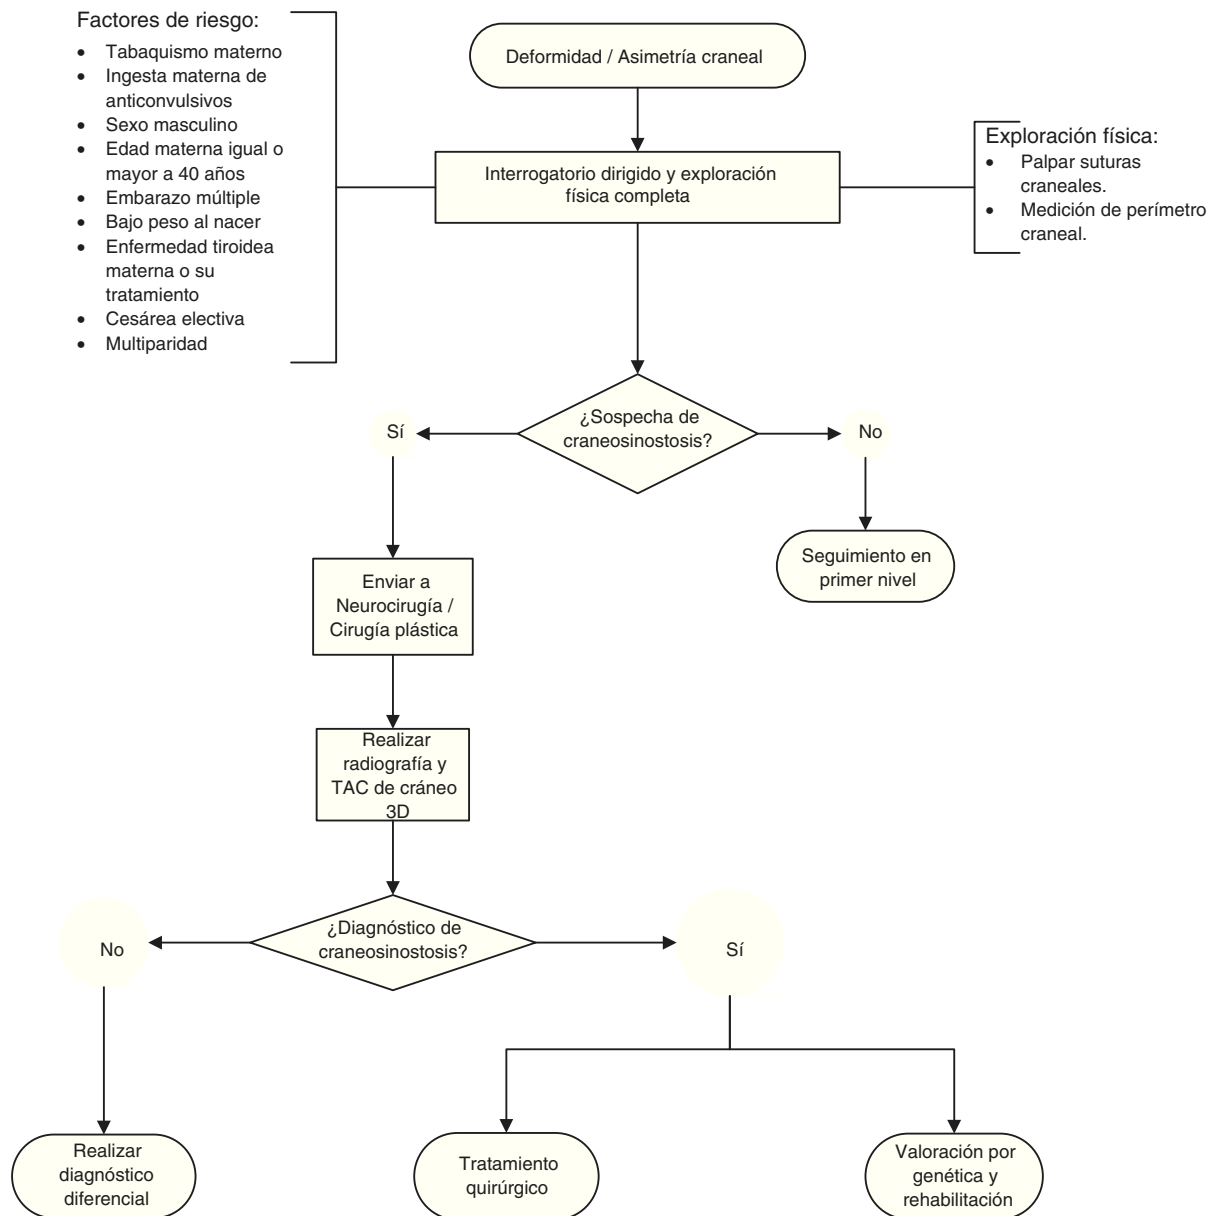 Factores de riesgo:
• Tabaquismo materno
• Ingesta materna de
anticonvulsivos
• Sexo masculino
• Edad materna igual o
mayor a 40 años
• Embarazo múltiple
• Bajo peso al nacer
• Enfermedad tiroidea
materna o su
tratamiento
• Cesárea electiva
• Multiparidad
Deformidad / Asimetría craneal
Interrogatorio dirigido y exploración
física completa
Exploración física:
• Palpar suturas
craneales.
• Medición de perímetro
craneal.
¿Sospecha de
craneosinostosis?
Sí
No
Seguimiento en
primer nivel
Enviar a
Neurocirugía /
Cirugía plástica
Realizar
radiografía y
TAC de cráneo
3D
¿Diagnóstico de
craneosinostosis?
No
Sí
Realizar
diagnóstico
diferencial
Tratamiento
quirúrgico
Valoración por
genética y
rehabilitación